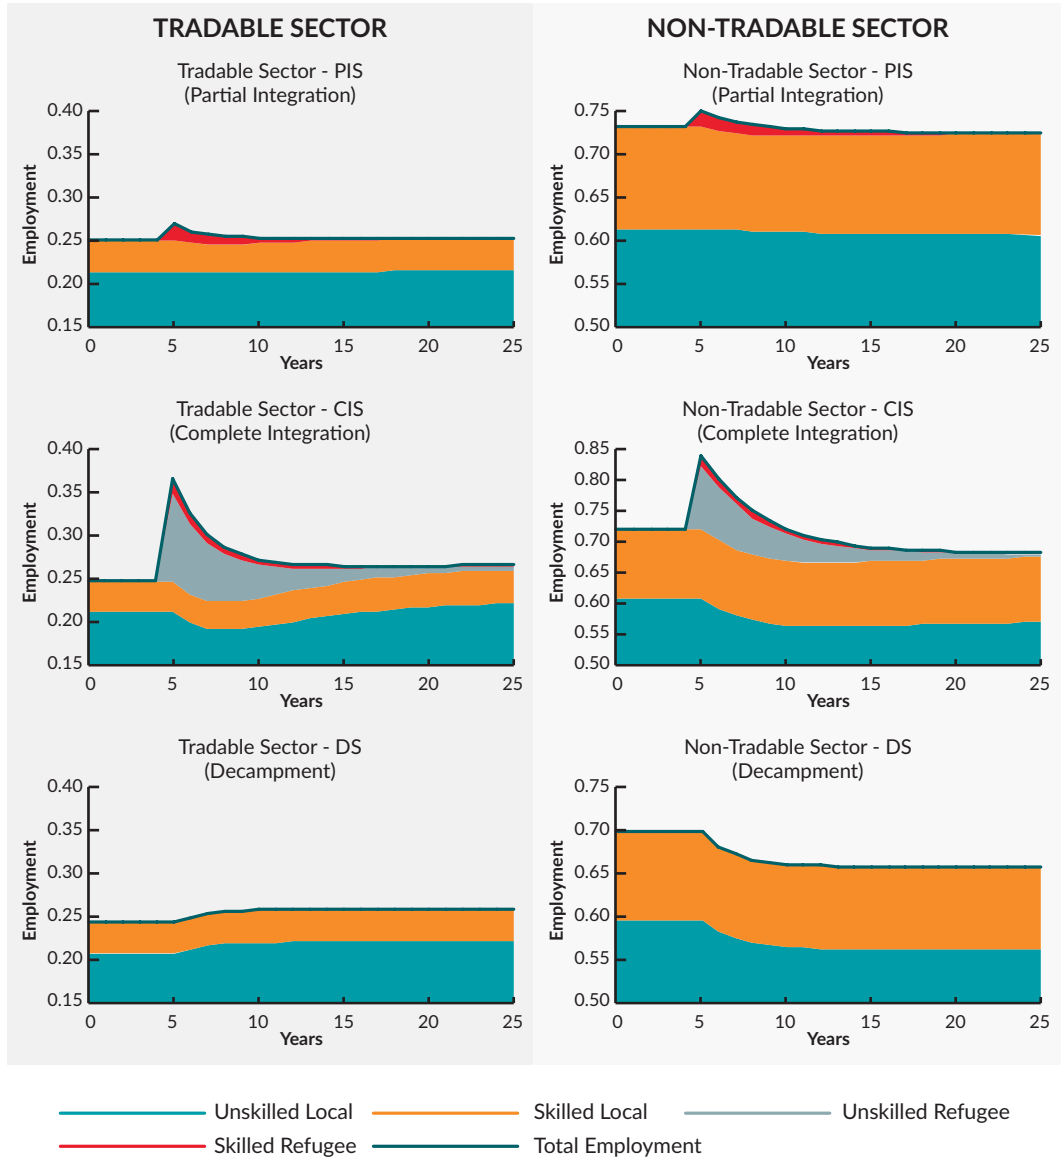 TRADABLE SECTOR
NON-TRADABLE SECTOR
Tradable Sector - PIS
(Partial Integration)
Employment
0.40
0.35
0.30
0.25
0.20
0.15
0 5 10 15 20 25
Years
Non-Tradable Sector - PIS
(Partial Integration)
Employment
0.75
0.70
0.65
0.60
0.55
0.50
0 5 10 15 20 25
Years
Tradable Sector - CIS
(Complete Integration)
Employment
0.40
0.35
0.30
0.25
0.20
0.15
0 5 10 15 20 25
Years
Non-Tradable Sector - CIS
(Complete Integration)
Employment
0.85
0.80
0.75
0.70
0.65
0.60
0.55
0.50
0 5 10 15 20 25
Years
Tradable Sector - DS
(Decampment)
Employment
0.40
0.35
0.30
0.25
0.20
0.15
0 5 10 15 20 25
Years
Non-Tradable Sector - DS
(Decampment)
Employment
0.75
0.70
0.65
0.60
0.55
0.50
0 5 10 15 20 25
Years
Unskilled Local Skilled Local Unskilled Refugee
Skilled Refugee Total Employment